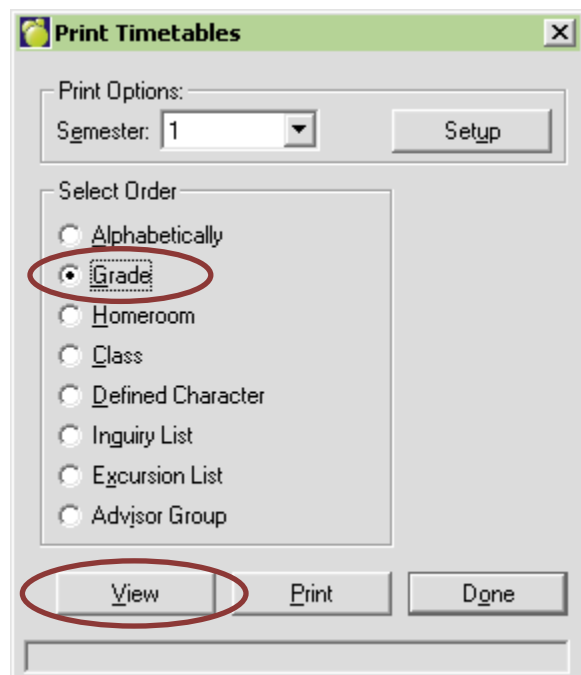 Print Timetables
Print Options:
Semester: 1 Setup
Select Order
Alphabetically
Grade
Homeroom
Class
Defined Character
Inquiry List
Excursion List
Advisor Group
View Print Done